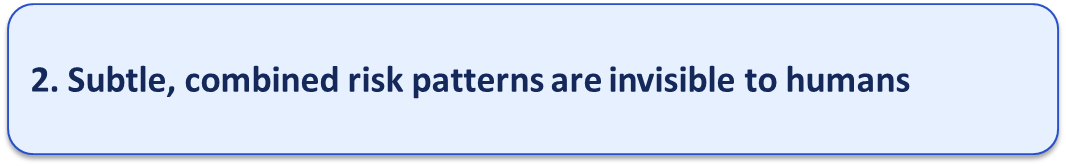 2. Subtle, combined risk patterns are invisible to humans